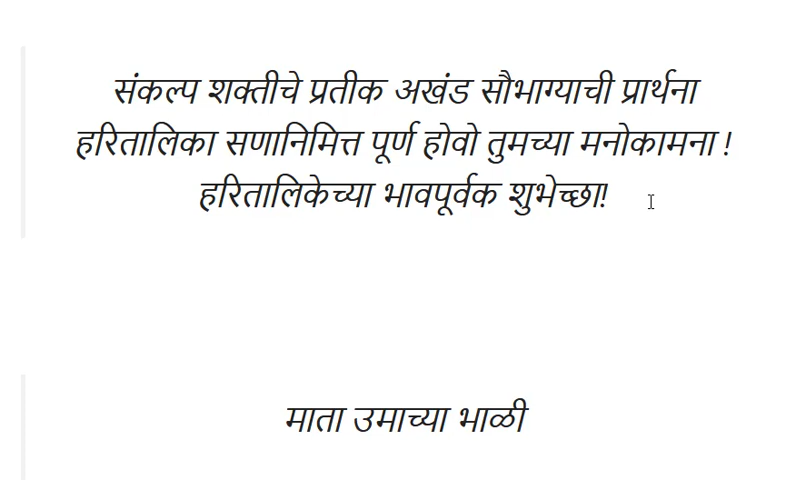 संकल्प शक्तीचे प्रतीक अखंड सौभाग्याची प्रार्थना
हरितालिका सणानिमित्त पूर्ण होवो तुमच्या मनोकामना !
हरितालिकेच्या भावपूर्वक शुभेच्छा!
माता उमाच्या भाळी